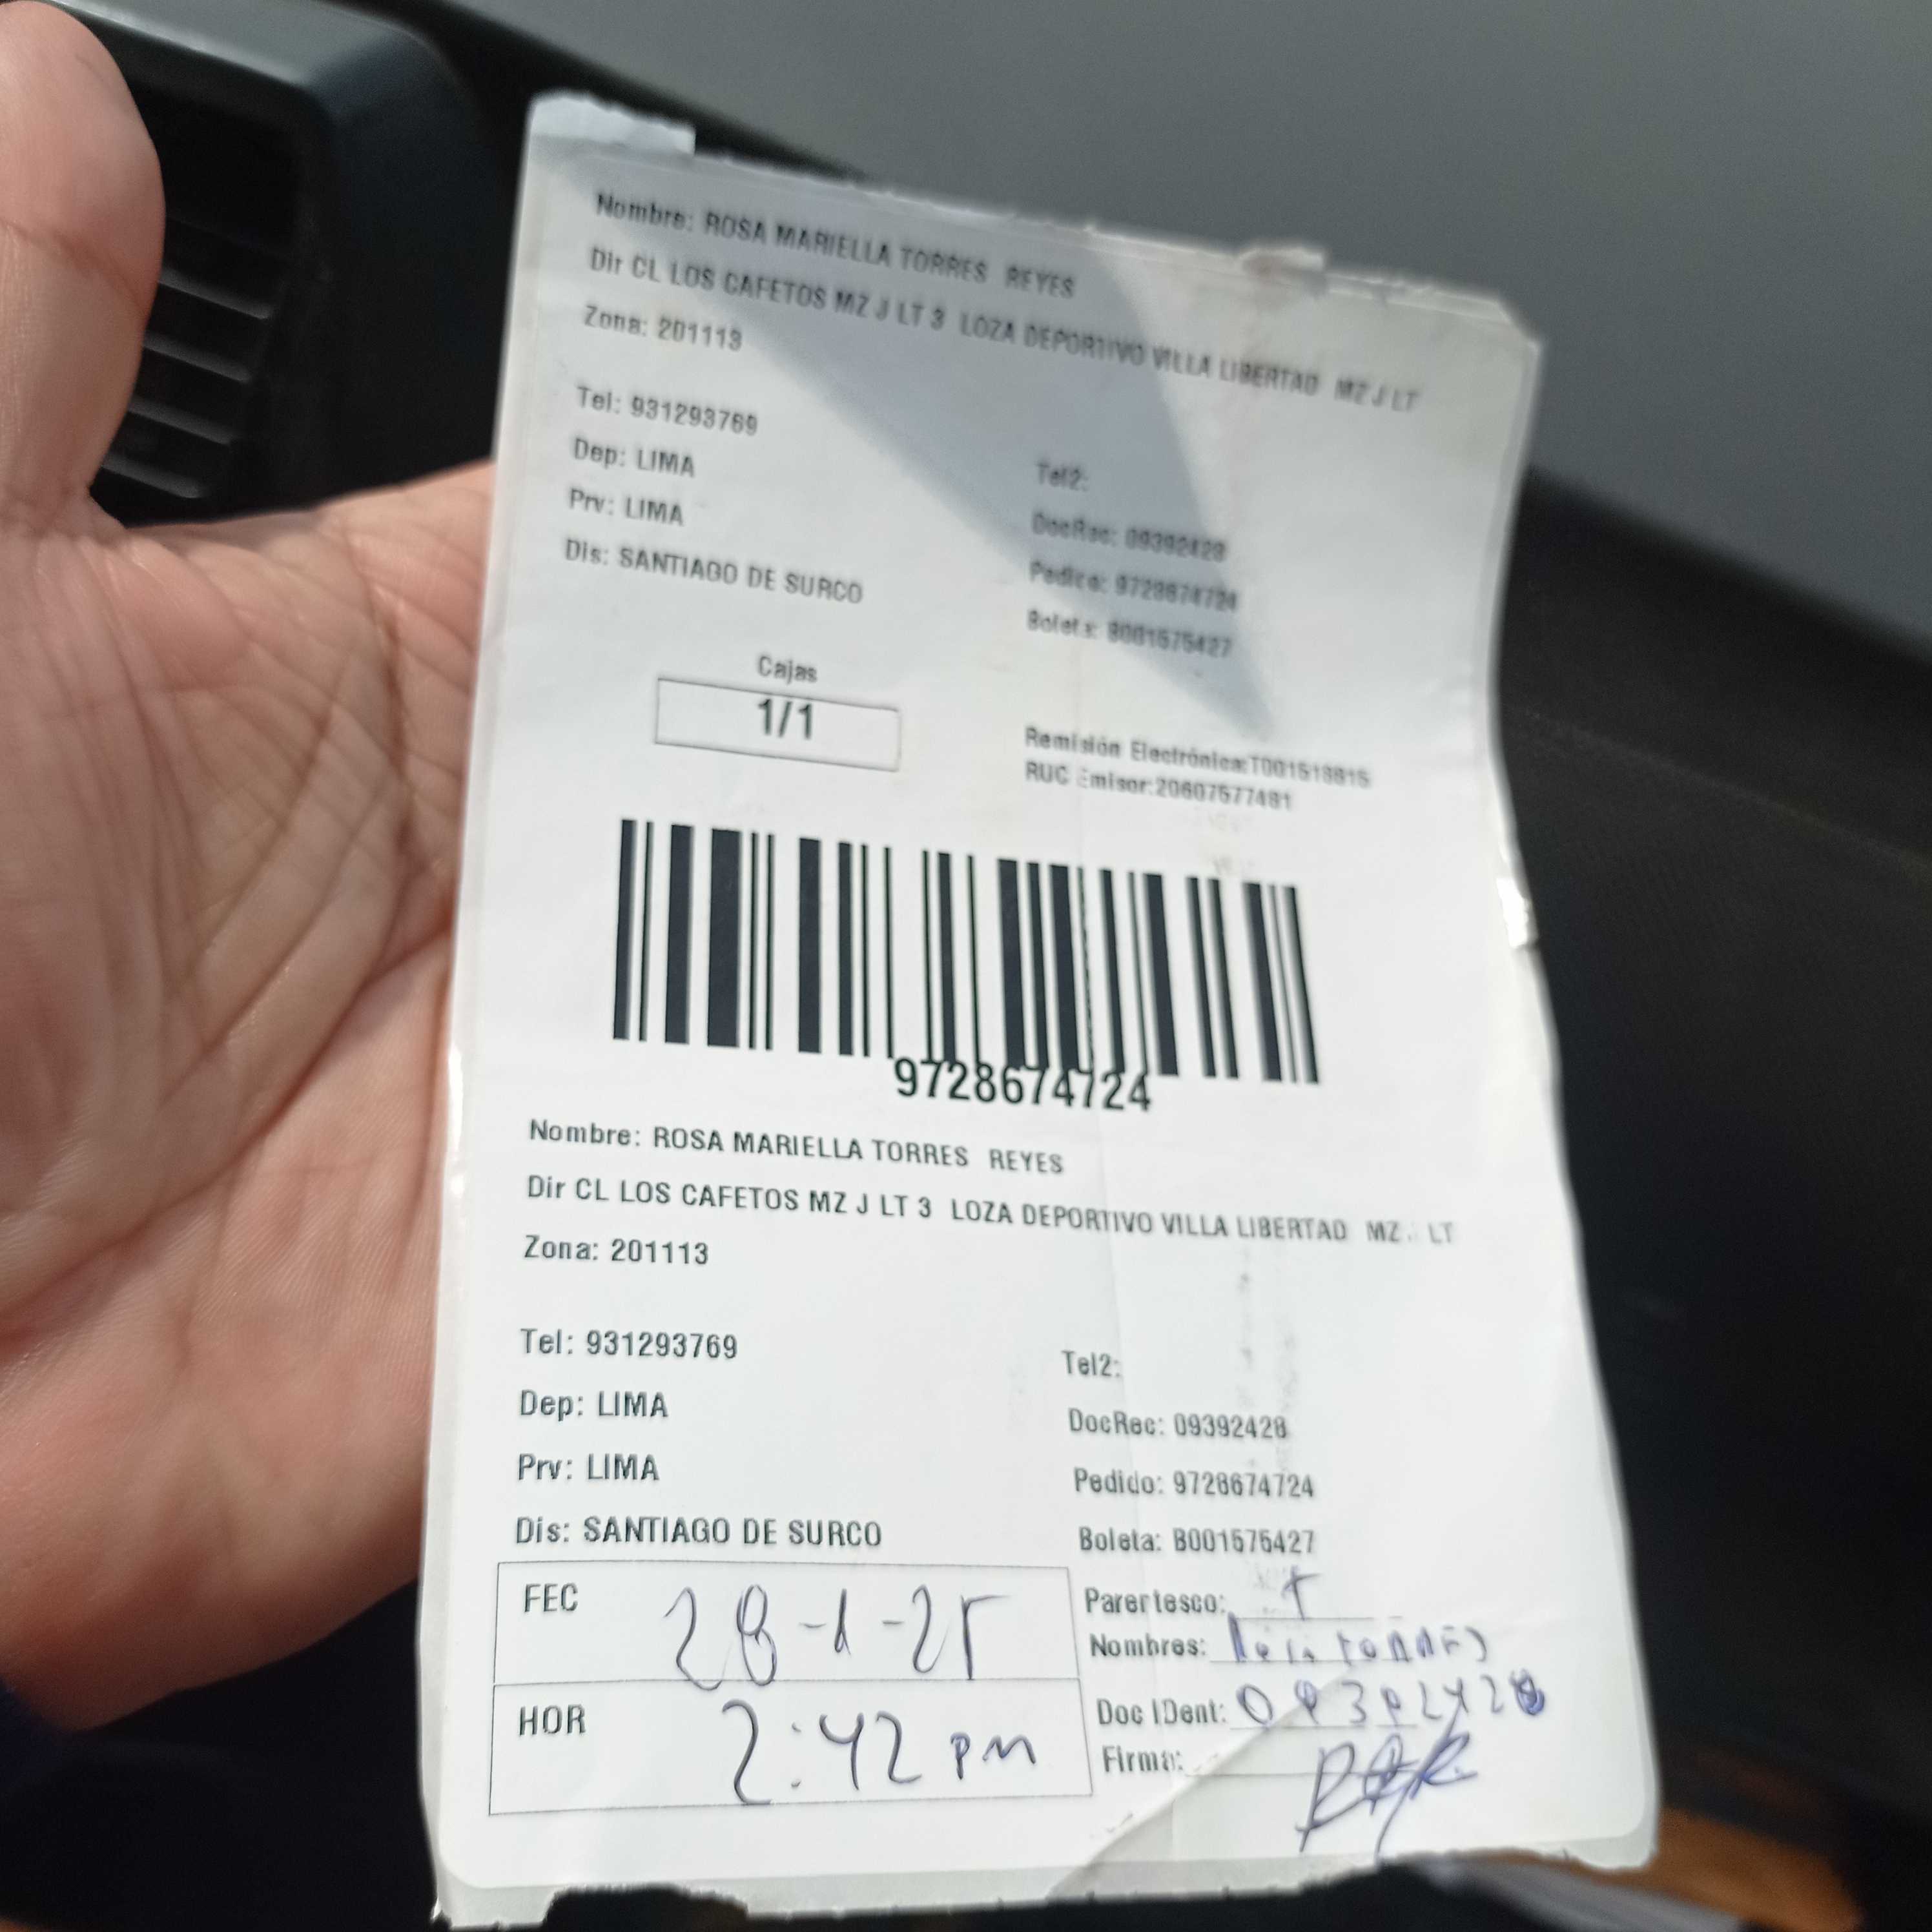 Nombre: ROSA MARIELLA TORRES REYES
Dir CL LOS CAFETOS MZ J LT 3 LOZA DEPORTIVO VILLA LIBERTAD MZ J LT
Zona: 201113
Tel: 931293769
Tel2:
Dep: LIMA
DocRec: 09392428
Prv: LIMA
Pedido: 9728674724
Dis: SANTIAGO DE SURCO
Boleta: B001575427
Cajas
1/1
Remisión Electrónica:T001518815
RUC Emisor:20607577481
9728674724
Nombre: ROSA MARIELLA TORRES REYES
Dir CL LOS CAFETOS MZ J LT 3 LOZA DEPORTIVO VILLA LIBERTAD MZ J LT
Zona: 201113
Tel: 931293769
Tel2:
Dep: LIMA
DocRec: 09392428
Prv: LIMA
Pedido: 9728674724
Dis: SANTIAGO DE SURCO
Boleta: B001575427
FEC 28-1-25
Parentesco: T
Nombres:
HOR 2:42 pm
Doc IDent: 09392428
Firma: